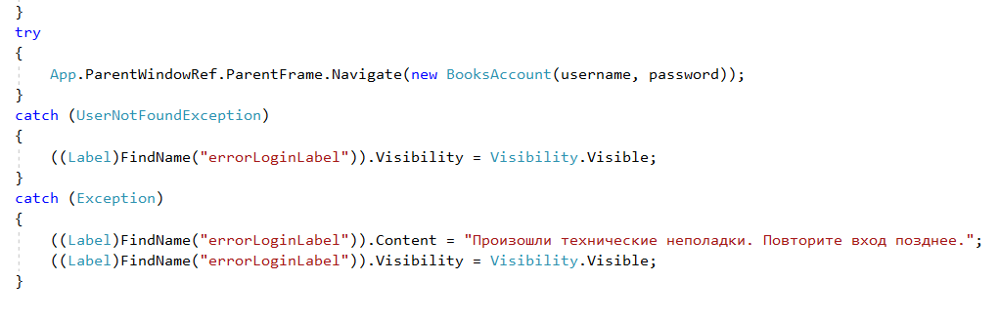 }
try
{
    App.ParentWindowRef.ParentFrame.Navigate(new BooksAccount(username, password));
}
catch (UserNotFoundException)
{
    ((Label)FindName("errorLoginLabel")).Visibility = Visibility.Visible;
}
catch (Exception)
{
    ((Label)FindName("errorLoginLabel")).Content = "Произошли технические неполадки. Повторите вход позднее.";
    ((Label)FindName("errorLoginLabel")).Visibility = Visibility.Visible;
}